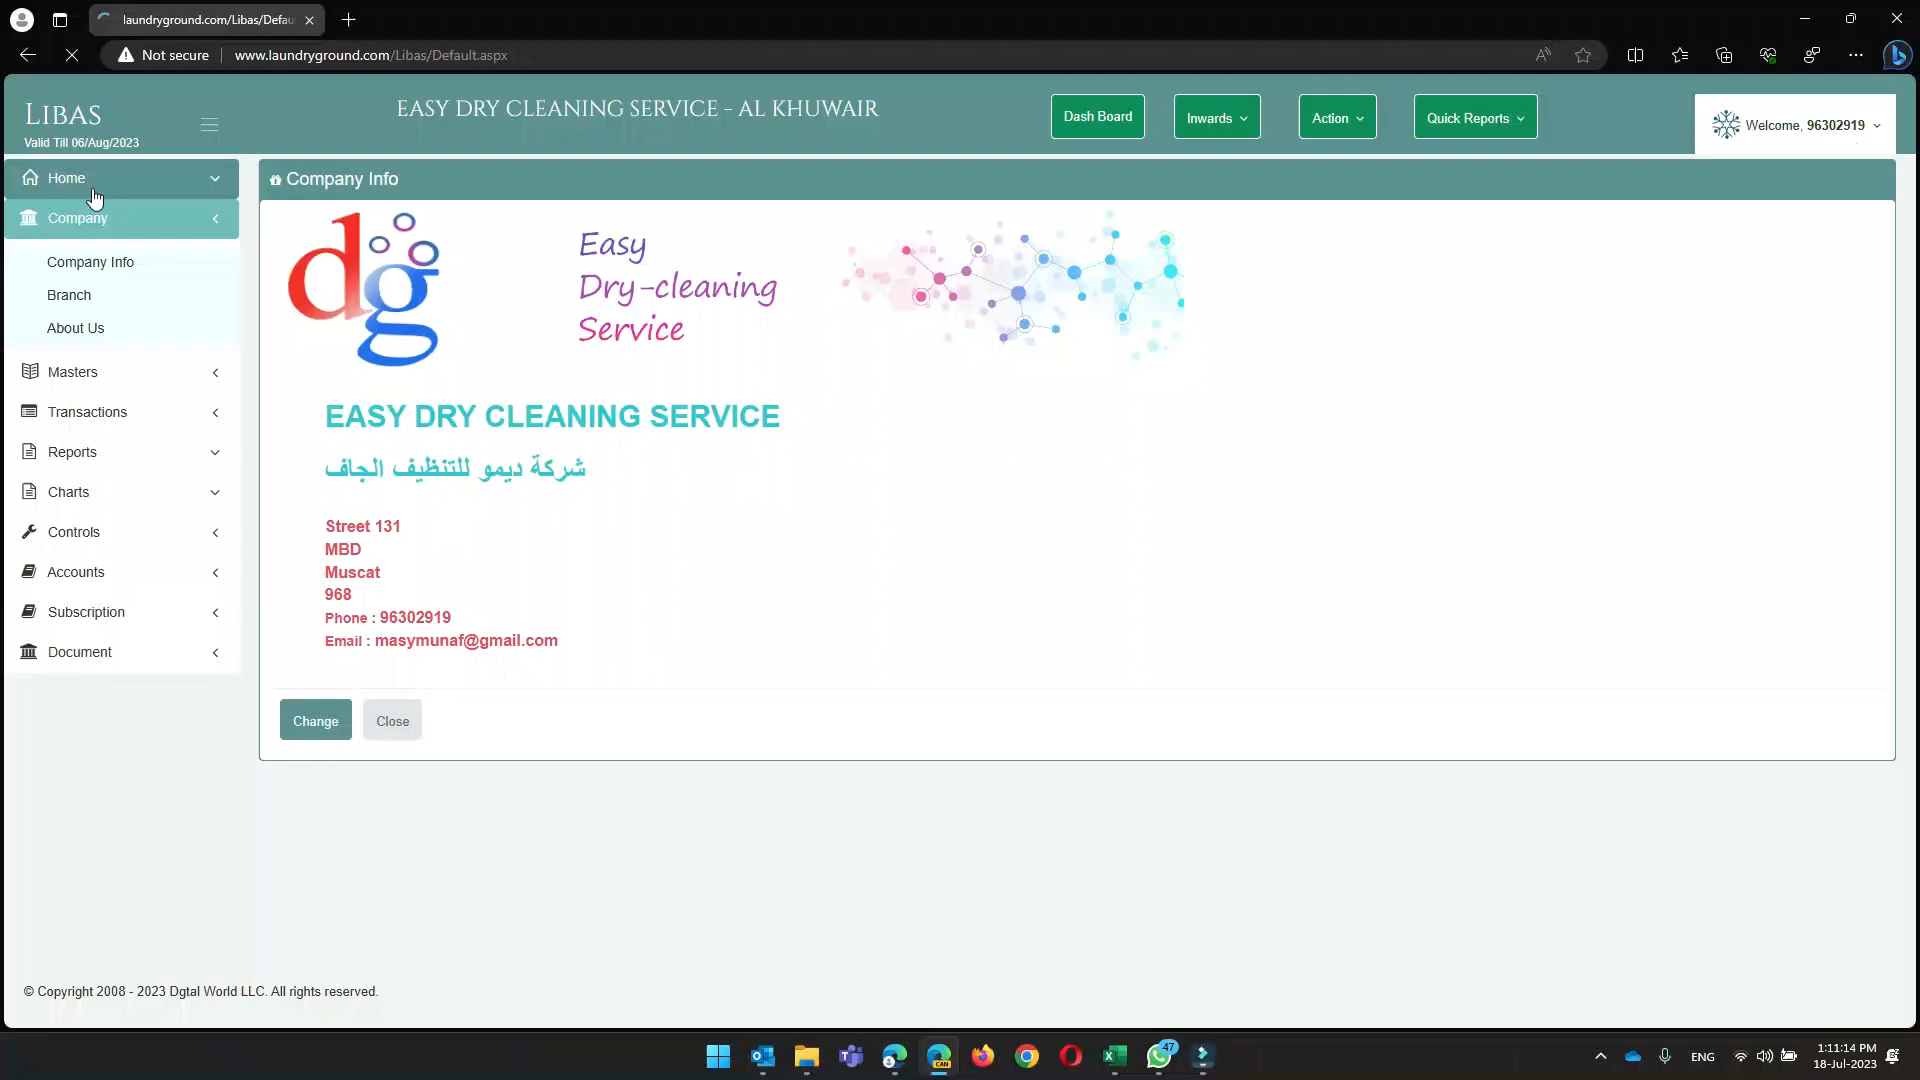 laundryground.com/Libas/Defau
Not secure
www.laundryground.com/Libas/Default.aspx
LIBAS
Valid Till 06/Aug/2023
EASY DRY CLEANING SERVICE - AL KHUWAIR
Dash Board
Inwards
Action
Quick Reports
Welcome, 96302919
Home
Company
Company Info
Branch
About Us
Masters
Transactions
Reports
Charts
Controls
Accounts
Subscription
Document
Company Info
dg
Easy
Dry-cleaning
Service
EASY DRY CLEANING SERVICE
شركة ديمو للتنظيف الجاف
Street 131
MBD
Muscat
968
Phone : 96302919
Email : masymunaf@gmail.com
Change
Close
© Copyright 2008 - 2023 Dgtal World LLC. All rights reserved.
CAN
47
ENG
1:11:14 PM
18-Jul-2023